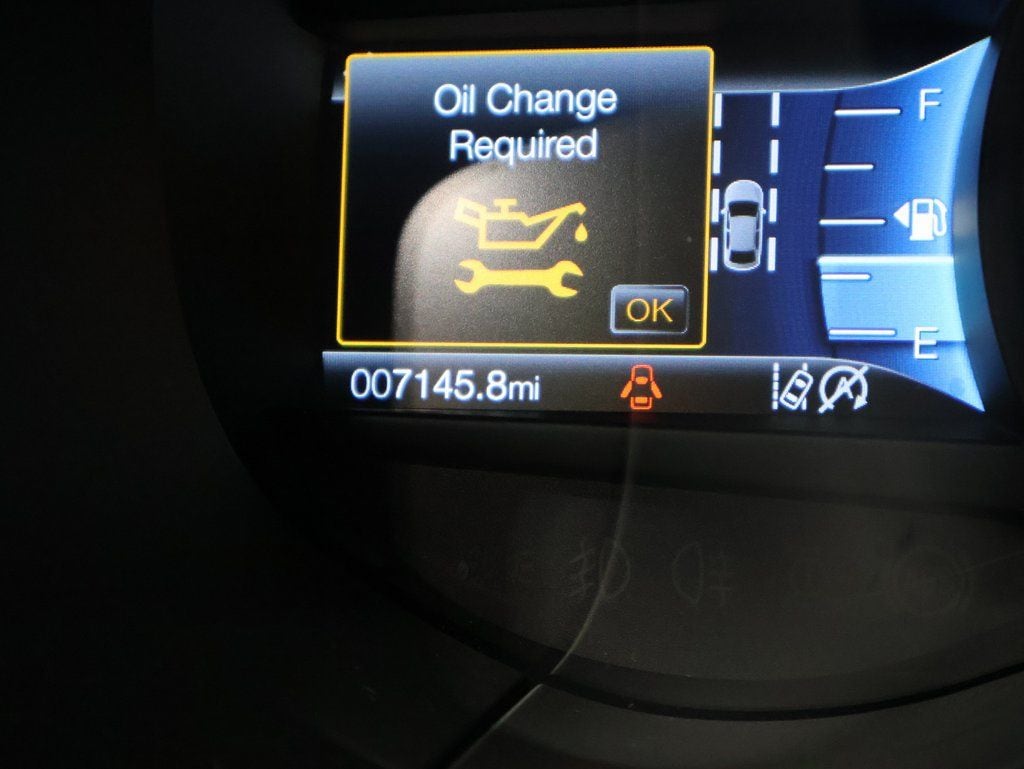 Oil Change
Required
OK
F
E
007145.8mi